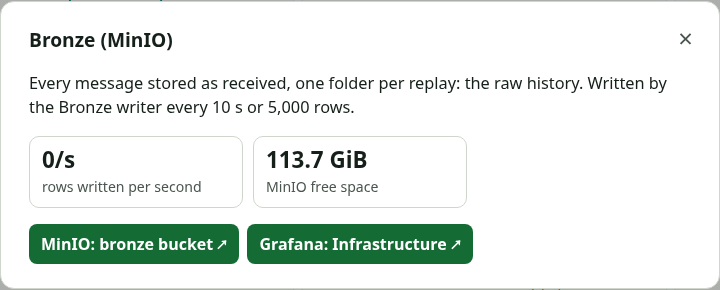 Bronze (MinIO)
Every message stored as received, one folder per replay: the raw history. Written by
the Bronze writer every 10 s or 5,000 rows.
0/s
rows written per second
113.7 GiB
MinIO free space
MinIO: bronze bucket ↗
Grafana: Infrastructure ↗